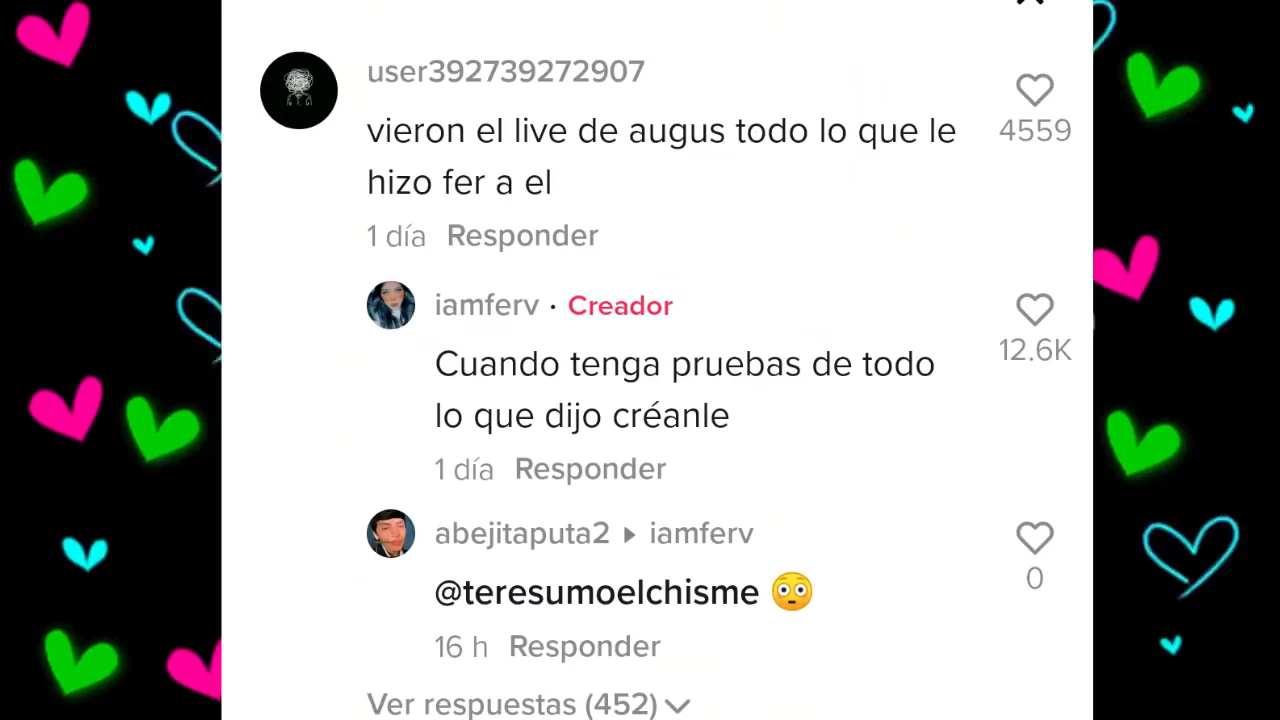 user392739272907
vieron el live de augus todo lo que le
hizo fer a el
4559
1 día Responder
iamferv · Creador
Cuando tenga pruebas de todo
lo que dijo créanle
12.6K
1 día Responder
abejitaputa2 ▸ iamferv
@teresumoelchisme 😳
0
16 h Responder
Ver respuestas (452)